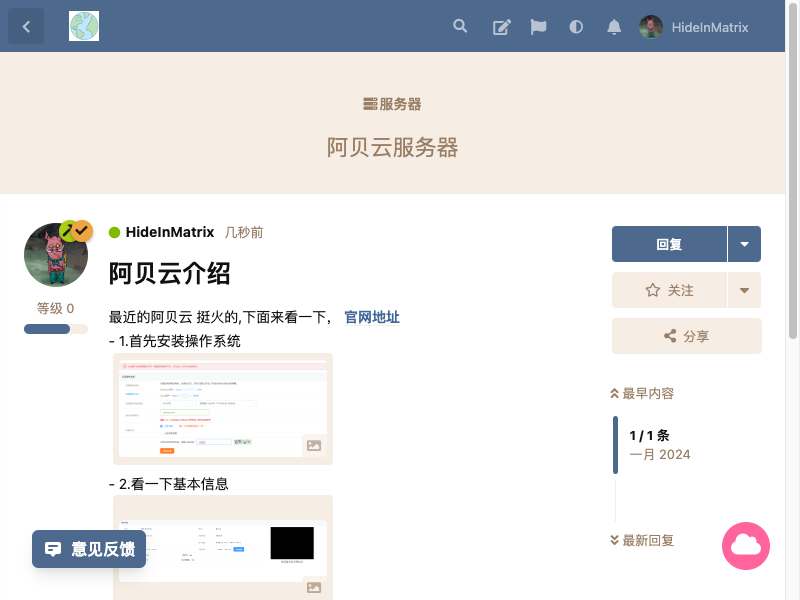 HideInMatrix
服务器
阿贝云服务器
HideInMatrix 几秒前
阿贝云介绍
等级 0
最近的阿贝云 挺火的,下面来看一下， 官网地址
- 1.首先安装操作系统
- 2.看一下基本信息
回复
关注
分享
最早内容
1 / 1 条
一月 2024
最新回复
意见反馈